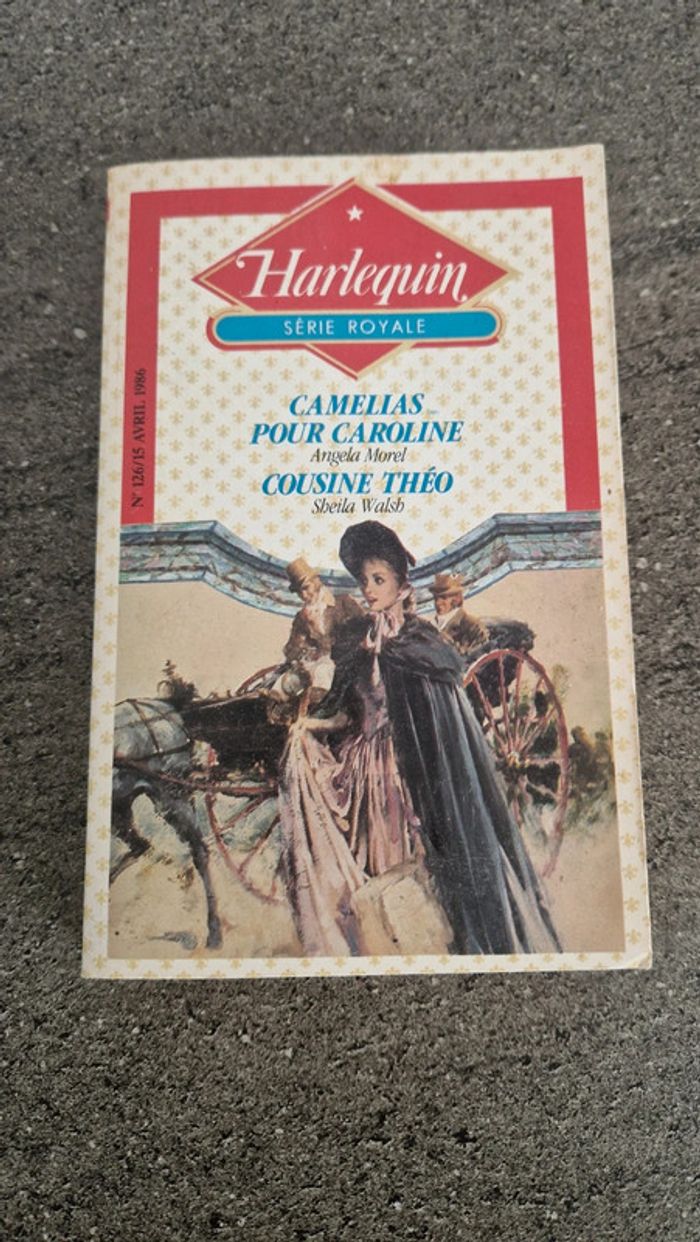 Harlequin
SÉRIE ROYALE
CAMELIAS
POUR CAROLINE
Angela Morel
COUSINE THÉO
Sheila Walsh
N° 126/15 AVRIL 1986